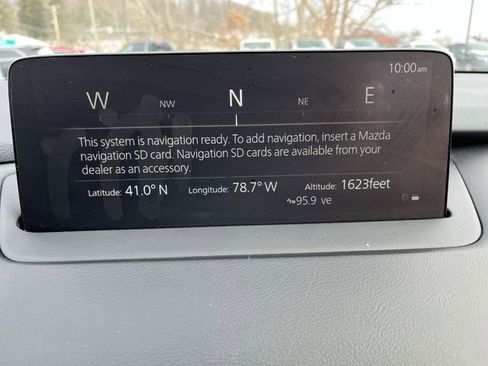 10:00am
W NW N NE E
This system is navigation ready. To add navigation, insert a Mazda
navigation SD card. Navigation SD cards are available from your
dealer as an accessory.
Latitude: 41.0° N Longitude: 78.7° W Altitude: 1623feet
FM 95.9 ve